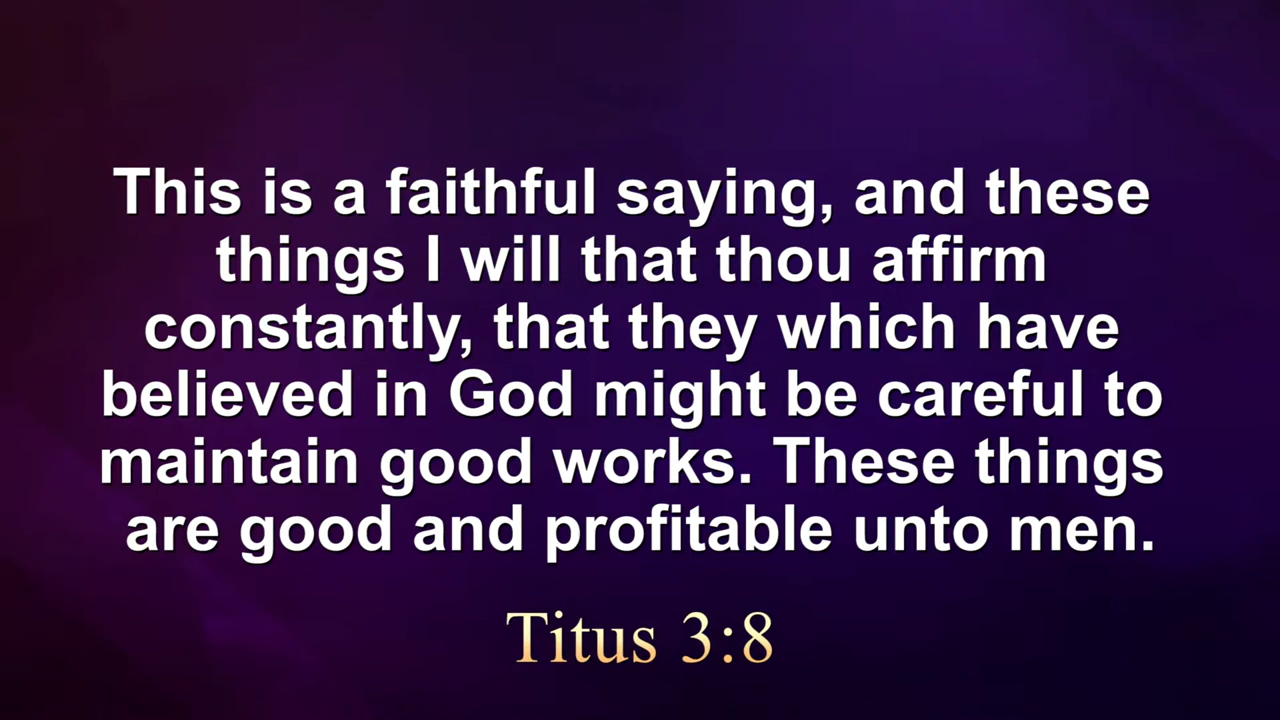 This is a faithful saying, and these
things I will that thou affirm
constantly, that they which have
believed in God might be careful to
maintain good works. These things
are good and profitable unto men.
Titus 3:8